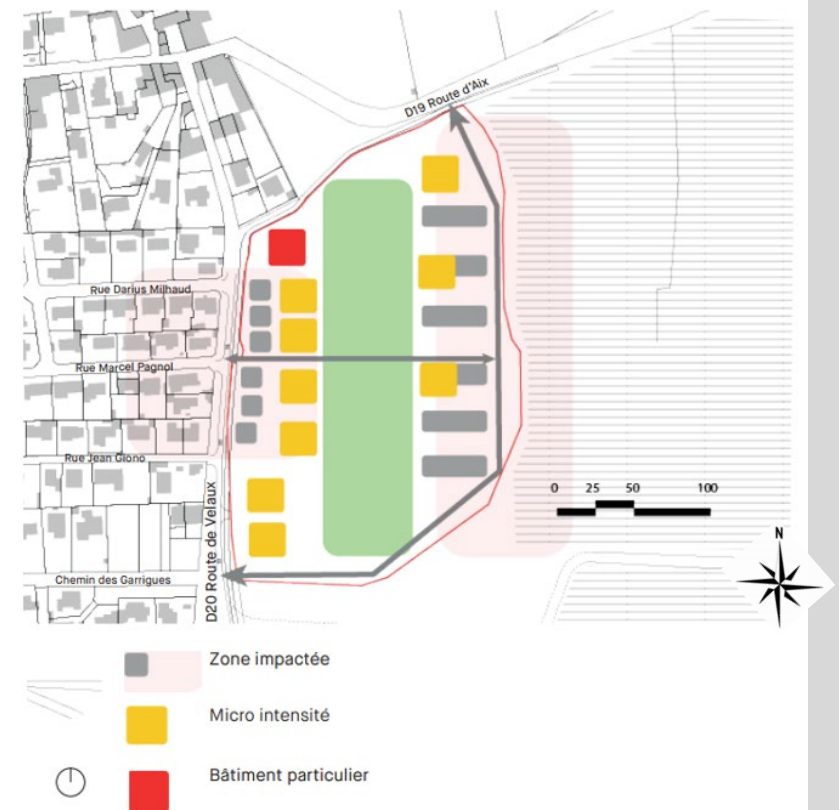 D19 Route d'Aix
Rue Darius Milhaud
Rue Marcel Pagnol
Rue Jean Giono
D20 Route de Velaux
Chemin des Garrigues
0 25 50 100
N
Zone impactée
Micro intensité
Bâtiment particulier